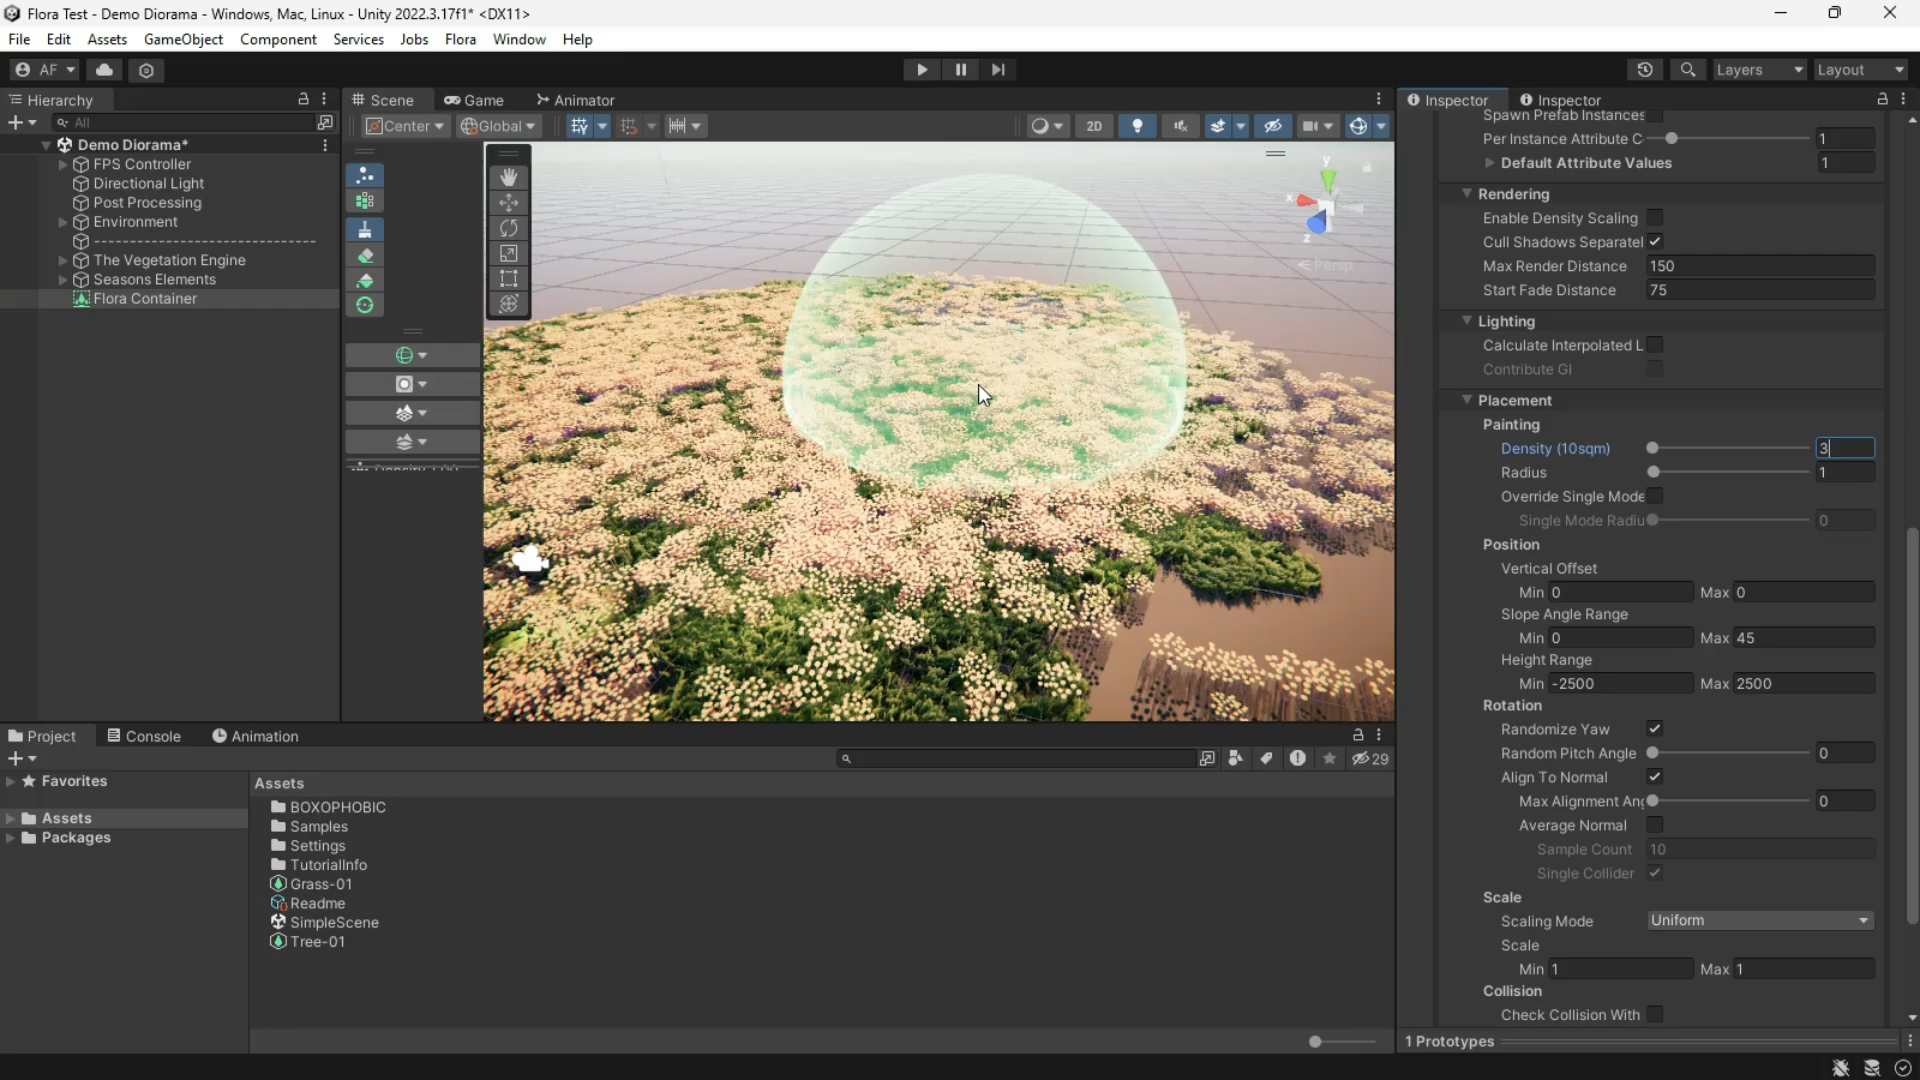 Flora Test - Demo Diorama - Windows, Mac, Linux - Unity 2022.3.17f1* <DX11>
File Edit Assets GameObject Component Services Jobs Flora Window Help
AF
Layers
Layout
Hierarchy
All
Demo Diorama*
FPS Controller
Directional Light
Post Processing
Environment
--------------------------------
The Vegetation Engine
Seasons Elements
Flora Container
Scene
Game
Animator
Center
Global
2D
y
x
z
Persp
Inspector
Inspector
Spawn Prefab Instances
Per Instance Attribute C 1
Default Attribute Values 1
Rendering
Enable Density Scaling
Cull Shadows Separatel
Max Render Distance 150
Start Fade Distance 75
Lighting
Calculate Interpolated L
Contribute GI
Placement
Painting
Density (10sqm) 3
Radius 1
Override Single Mode
Single Mode Radiu 0
Position
Vertical Offset
Min 0 Max 0
Slope Angle Range
Min 0 Max 45
Height Range
Min -2500 Max 2500
Rotation
Randomize Yaw
Random Pitch Angle 0
Align To Normal
Max Alignment Ang 0
Average Normal
Sample Count 10
Single Collider
Scale
Scaling Mode Uniform
Scale
Min 1 Max 1
Collision
Check Collision With
1 Prototypes
Project
Console
Animation
29
Favorites
Assets
Packages
Assets
BOXOPHOBIC
Samples
Settings
TutorialInfo
Grass-01
Readme
SimpleScene
Tree-01